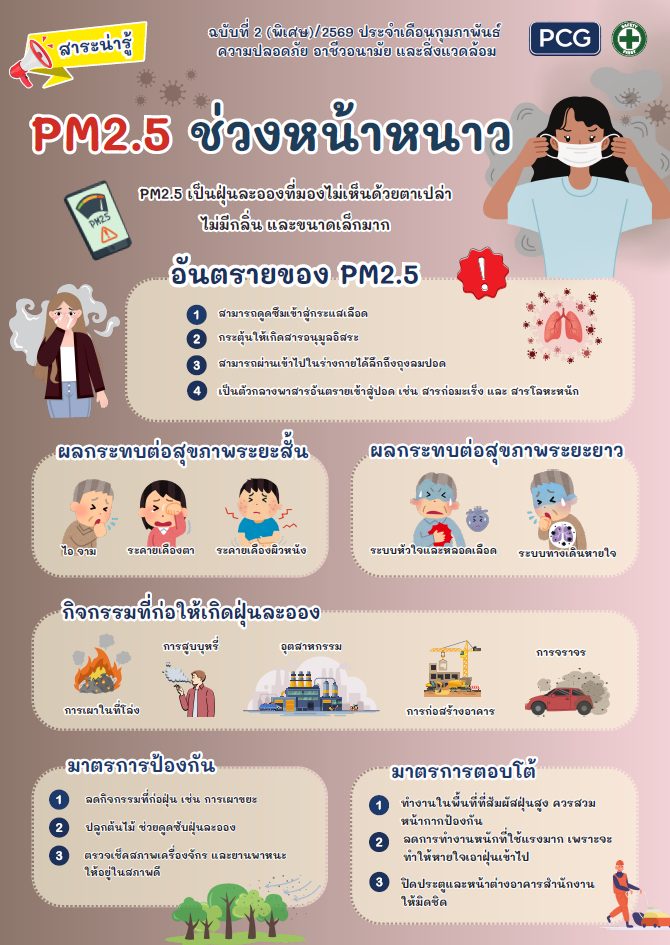 สาระน่ารู้
ฉบับที่ 2 (พิเศษ)/2569 ประจำเดือนกุมภาพันธ์
ความปลอดภัย อาชีวอนามัย และสิ่งแวดล้อม
PCG
SAFETY
FIRST
PM2.5 ช่วงหน้าหนาว
PM2.5
PM2.5 เป็นฝุ่นละอองที่มองไม่เห็นด้วยตาเปล่า
ไม่มีกลิ่น และขนาดเล็กมาก
อันตรายของ PM2.5
!
1 สามารถดูดซึมเข้าสู่กระแสเลือด
2 กระตุ้นให้เกิดสารอนุมูลอิสระ
3 สามารถผ่านเข้าไปในร่างกายได้ลึกถึงถุงลมปอด
4 เป็นตัวกลางพาสารอันตรายเข้าสู่ปอด เช่น สารก่อมะเร็ง และ สารโลหะหนัก
ผลกระทบต่อสุขภาพระยะสั้น
ไอ จาม
ระคายเคืองตา
ระคายเคืองผิวหนัง
ผลกระทบต่อสุขภาพระยะยาว
ระบบหัวใจและหลอดเลือด
ระบบทางเดินหายใจ
กิจกรรมที่ก่อให้เกิดฝุ่นละออง
การเผาในที่โล่ง
การสูบบุหรี่
อุตสาหกรรม
การก่อสร้างอาคาร
การจราจร
มาตรการป้องกัน
1 ลดกิจกรรมที่ก่อฝุ่น เช่น การเผาขยะ
2 ปลูกต้นไม้ ช่วยดูดซับฝุ่นละออง
3 ตรวจเช็คสภาพเครื่องจักร และยานพาหนะ
ให้อยู่ในสภาพดี
มาตรการตอบโต้
1 ทำงานในพื้นที่ที่สัมผัสฝุ่นสูง ควรสวม
หน้ากากป้องกัน
2 ลดการทำงานหนักที่ใช้แรงมาก เพราะจะ
ทำให้หายใจเอาฝุ่นเข้าไป
3 ปิดประตูและหน้าต่างอาคารสำนักงาน
ให้มิดชิด